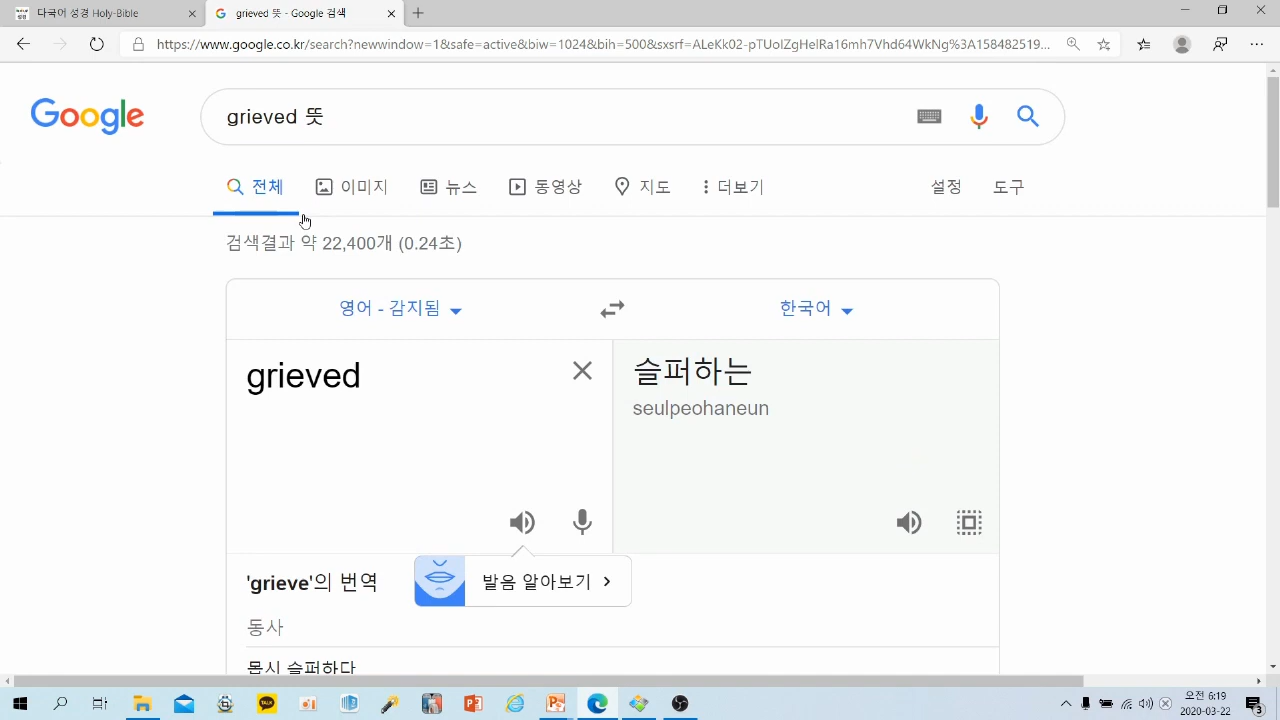 다국어 성경 Holy-Bible
grieved 뜻 - Google 검색
https://www.google.co.kr/search?newwindow=1&safe=active&biw=1024&bih=500&sxsrf=ALeKk02-pTUoIZgHelRa16mh7Vhd64WkNg%3A158482519...
Google
grieved 뜻
전체 이미지 뉴스 동영상 지도 더보기 설정 도구
검색결과 약 22,400개 (0.24초)
영어 - 감지됨 한국어
grieved
슬퍼하는
seulpeohaneun
'grieve'의 번역
발음 알아보기
동사
몹시 슬퍼하다
오전 6:19
2020-03-22